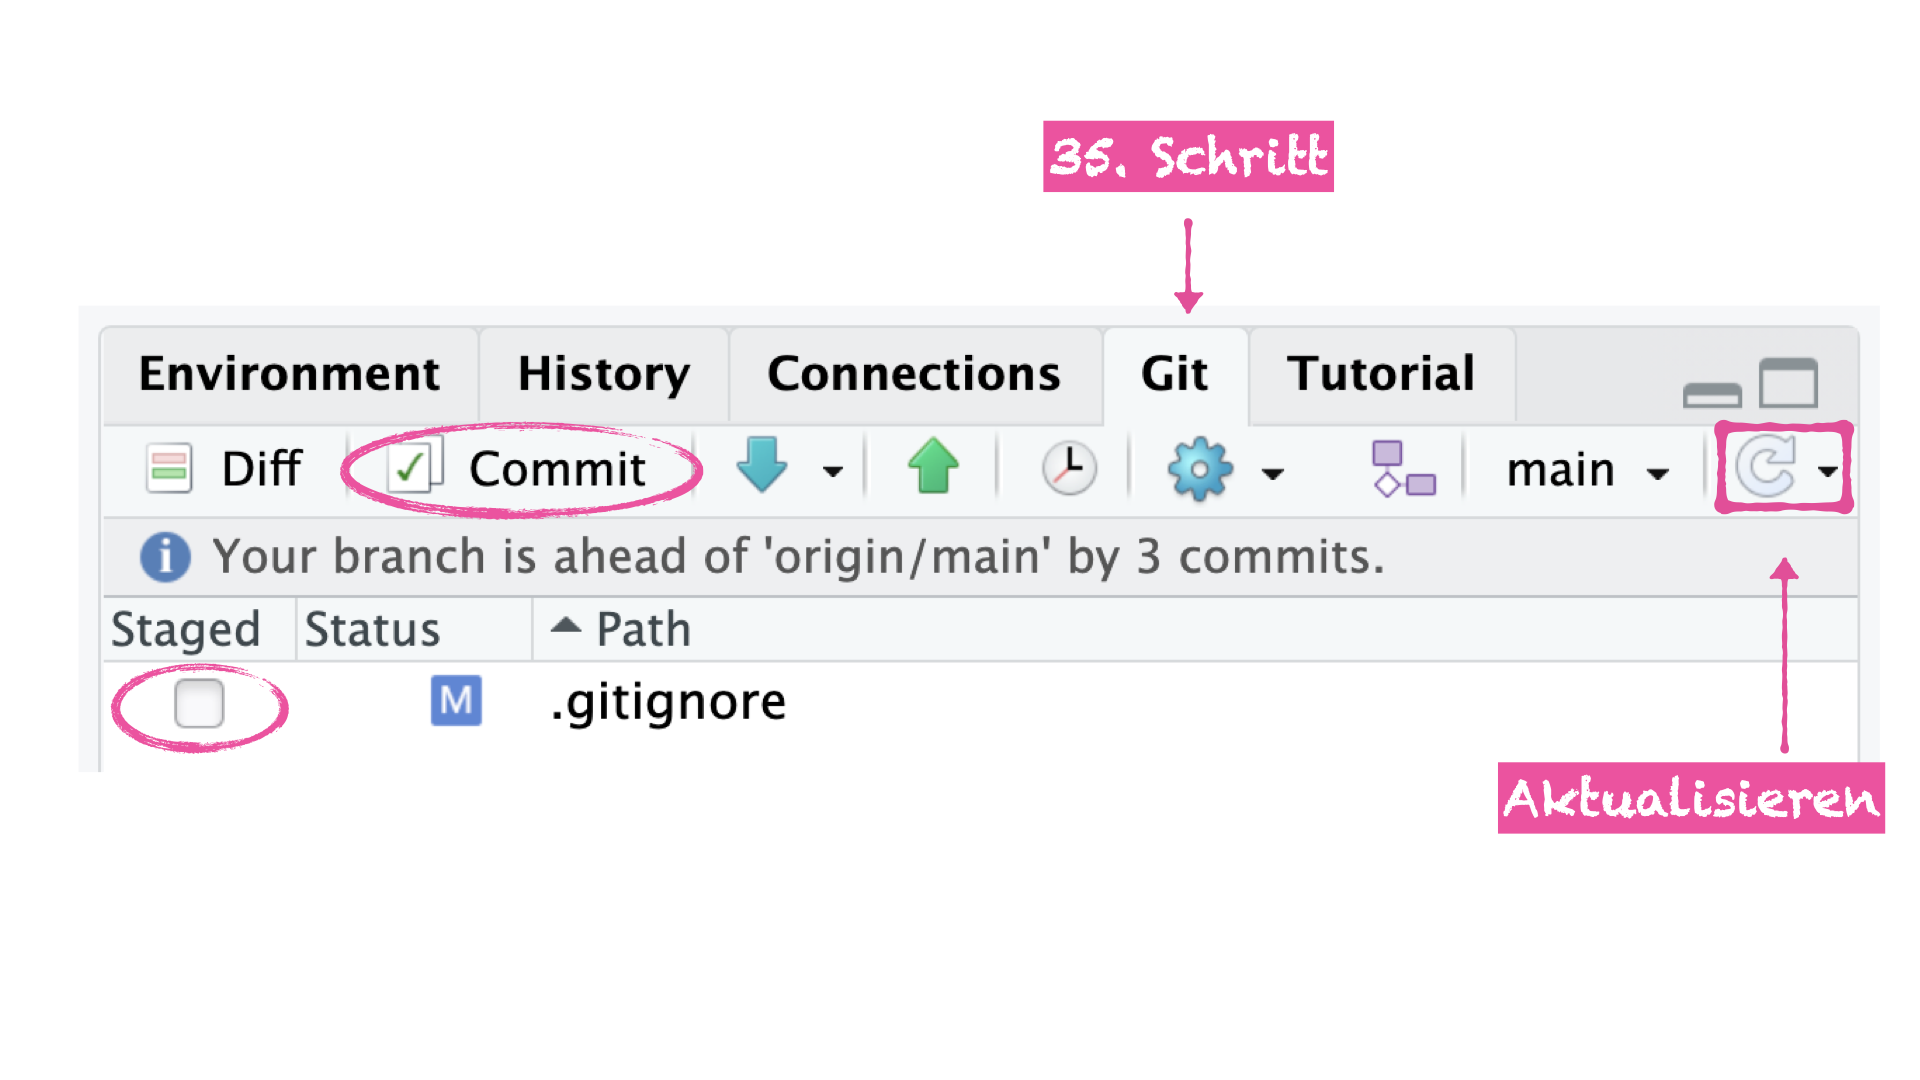 35. Schritt
Environment History Connections Git Tutorial
Diff Commit main
Your branch is ahead of 'origin/main' by 3 commits.
Staged Status Path
M .gitignore
Aktualisieren